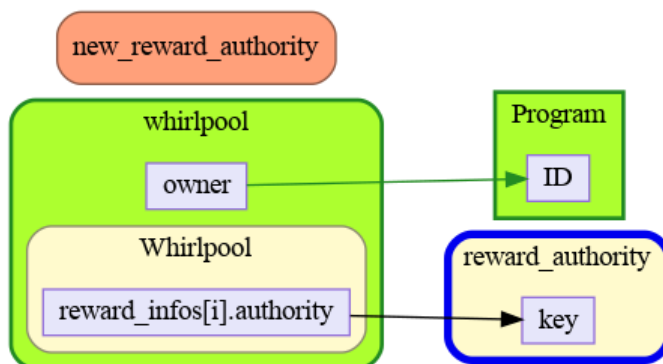 new_reward_authority
whirlpool
owner
Whirlpool
reward_infos[i].authority
Program
ID
reward_authority
key